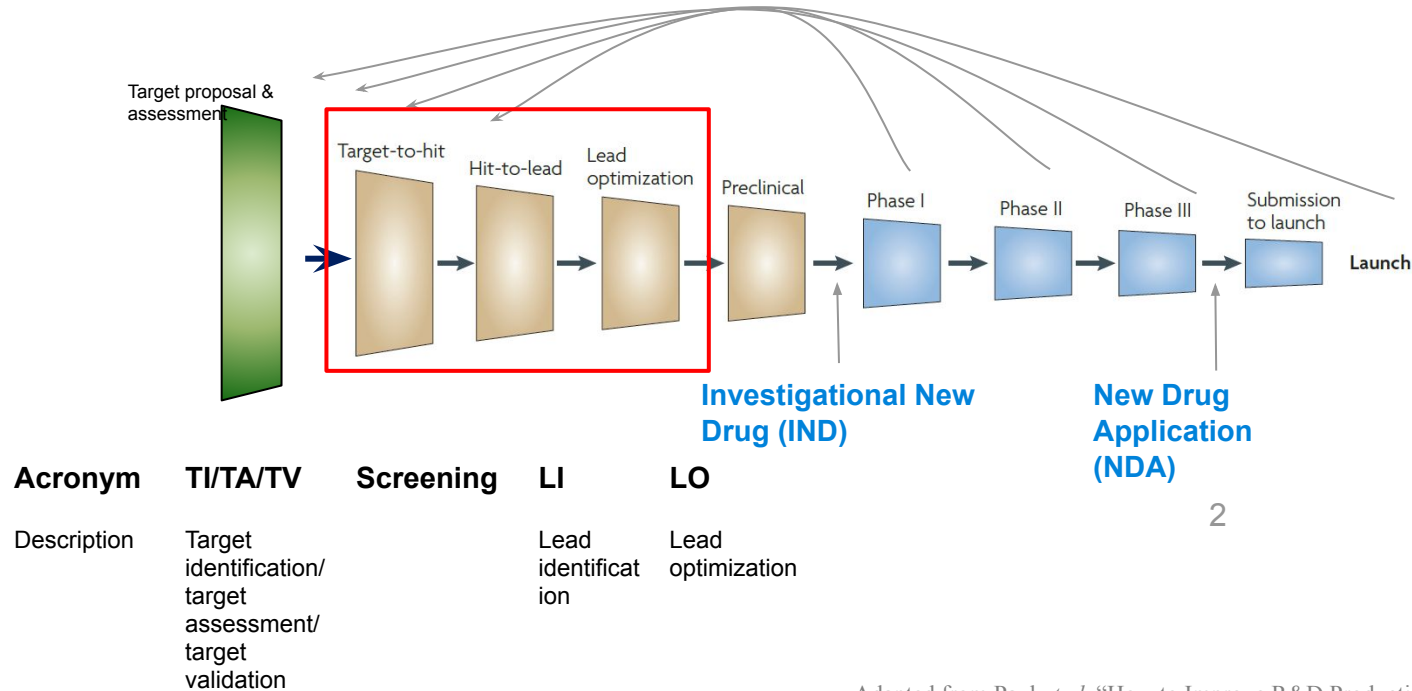 Target proposal &
assessment
Target-to-hit
Hit-to-lead
Lead
optimization
Preclinical
Phase I
Phase II
Phase III
Submission
to launch
Launch
Investigational New
Drug (IND)
New Drug
Application
(NDA)
2
Acronym TI/TA/TV Screening LI LO
Description
Target
identification/
target
assessment/
target
validation
Lead
identificat
ion
Lead
optimization